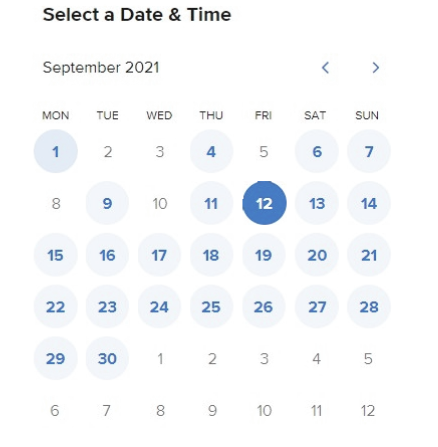 Select a Date & Time
September 2021 < >
MON TUE WED THU FRI SAT SUN
1 2 3 4 5 6 7
8 9 10 11 12 13 14
15 16 17 18 19 20 21
22 23 24 25 26 27 28
29 30 1 2 3 4 5
6 7 8 9 10 11 12